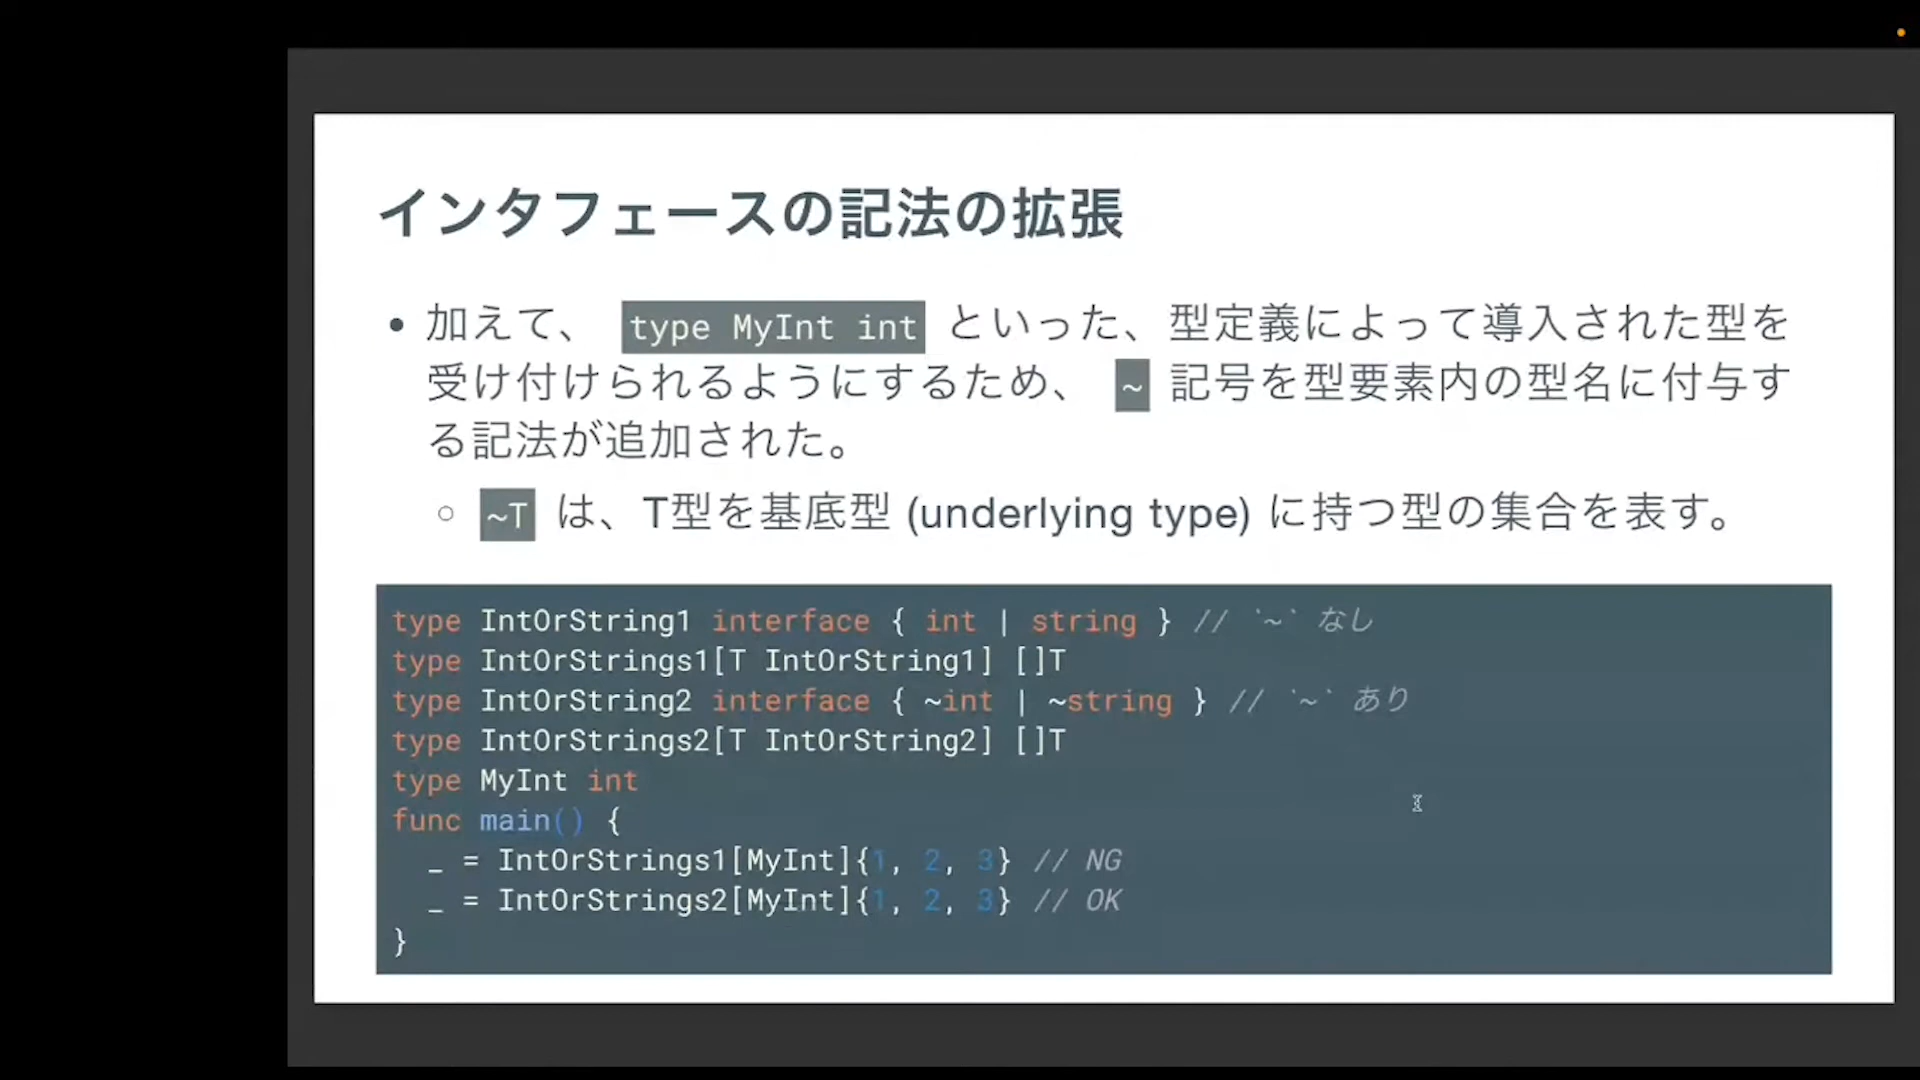 インタフェースの記法の拡張
• 加えて、 type MyInt int といった、型定義によって導入された型を
受け付けられるようにするため、 ~ 記号を型要素内の型名に付与す
る記法が追加された。
○ ~T は、T型を基底型 (underlying type) に持つ型の集合を表す。
type IntOrString1 interface { int | string } // `~` なし
type IntOrStrings1[T IntOrString1] []T
type IntOrString2 interface { ~int | ~string } // `~` あり
type IntOrStrings2[T IntOrString2] []T
type MyInt int
func main() {
  _ = IntOrStrings1[MyInt]{1, 2, 3} // NG
  _ = IntOrStrings2[MyInt]{1, 2, 3} // OK
}